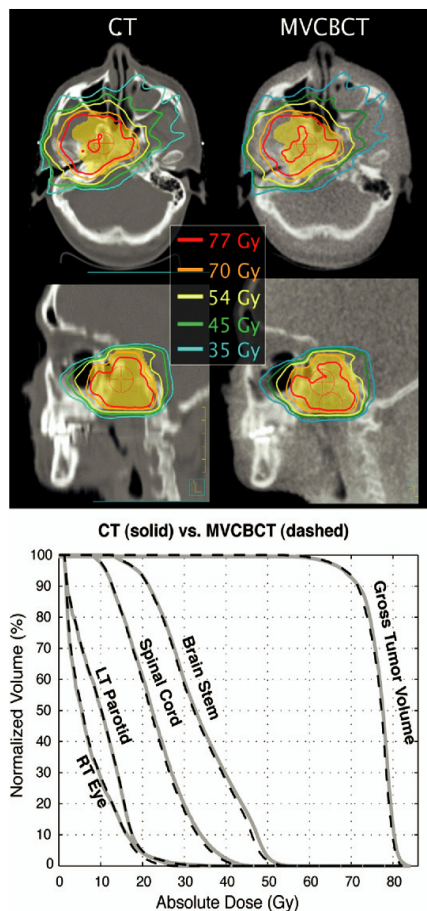 CT MVCBCT
77 Gy
70 Gy
54 Gy
45 Gy
35 Gy
L
L
CT (solid) vs. MVCBCT (dashed)
Normalized Volume (%)
100
90
80
70
60
50
40
30
20
10
0
RT Eye
LT Parotid
Spinal Cord
Brain Stem
Gross Tumor Volume
0 10 20 30 40 50 60 70 80
Absolute Dose (Gy)